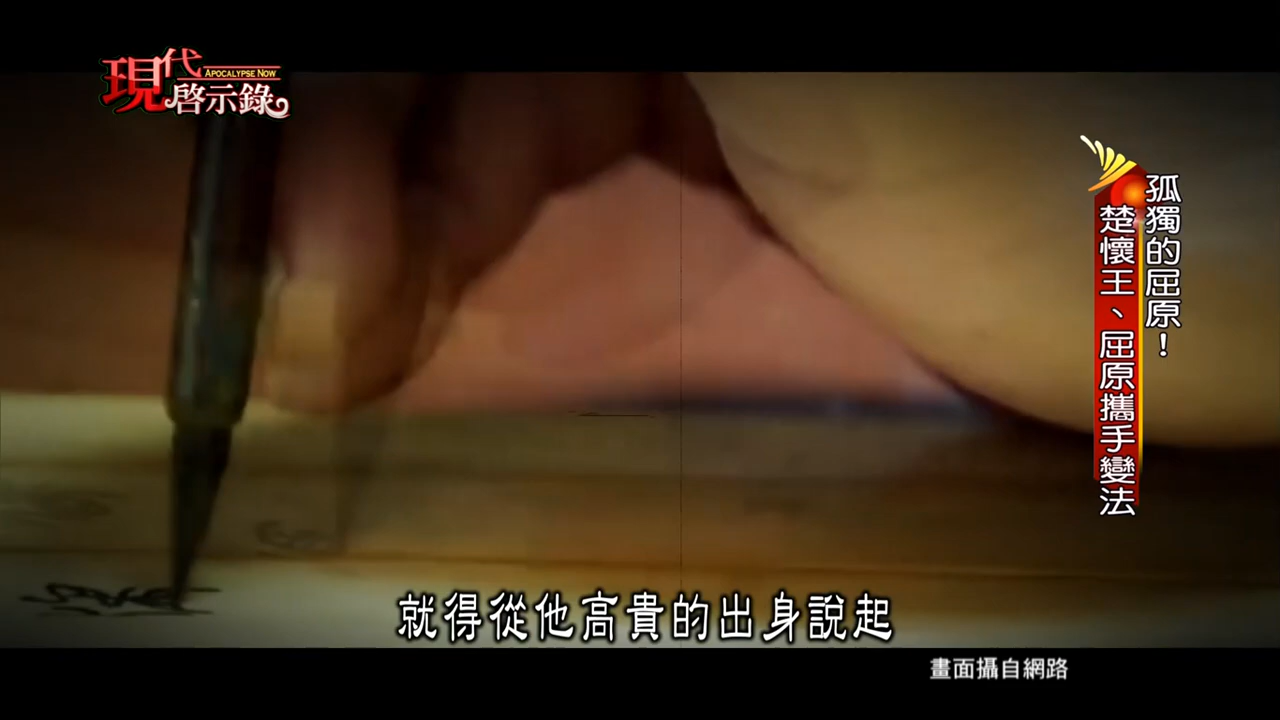 現代
APOCALYPSE NOW
啓示錄
孤獨的屈原！
楚懷王、屈原攜手變法
就得從他高貴的出身說起
畫面攝自網路